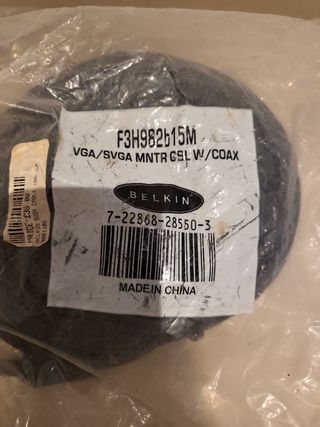 F3H982b15M
VGA/SVGA MNTR CBL W/COAX
BELKIN
7-22868-28550-3
MADE IN CHINA